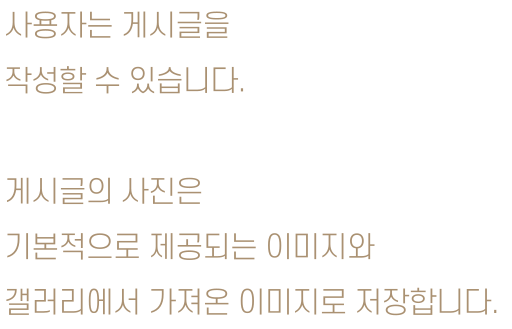 사용자는 게시글을
작성할 수 있습니다.
게시글의 사진은
기본적으로 제공되는 이미지와
갤러리에서 가져온 이미지로 저장합니다.